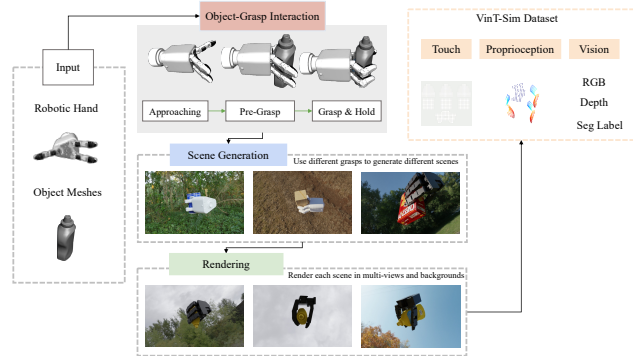 Object-Grasp Interaction
VinT-Sim Dataset
Input
Touch
Proprioception
Vision
Robotic Hand
RGB
Depth
Seg Label
Approaching
Pre-Grasp
Grasp & Hold
Object Meshes
Scene Generation
Use different grasps to generate different scenes
Rendering
Render each scene in multi-views and backgrounds